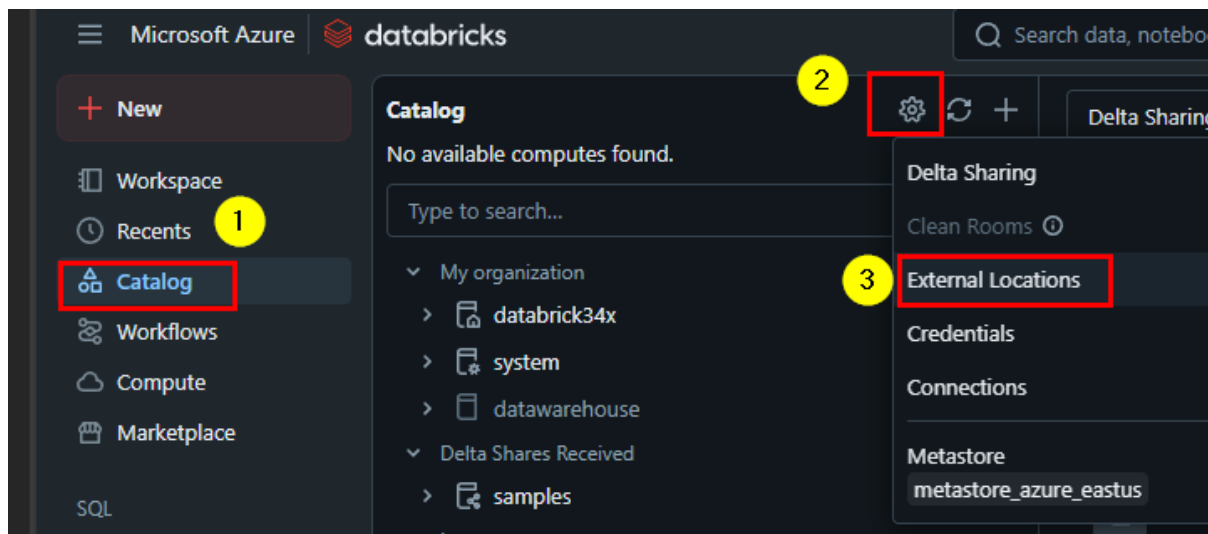 Microsoft Azure databricks
Search data, notebo
New
Workspace
Recents
1
Catalog
Workflows
Compute
Marketplace
SQL
Catalog
2
No available computes found.
Type to search...
My organization
databrick34x
system
datawarehouse
Delta Shares Received
samples
Delta Sharing
Delta Sharing
Clean Rooms
3
External Locations
Credentials
Connections
Metastore
metastore_azure_eastus